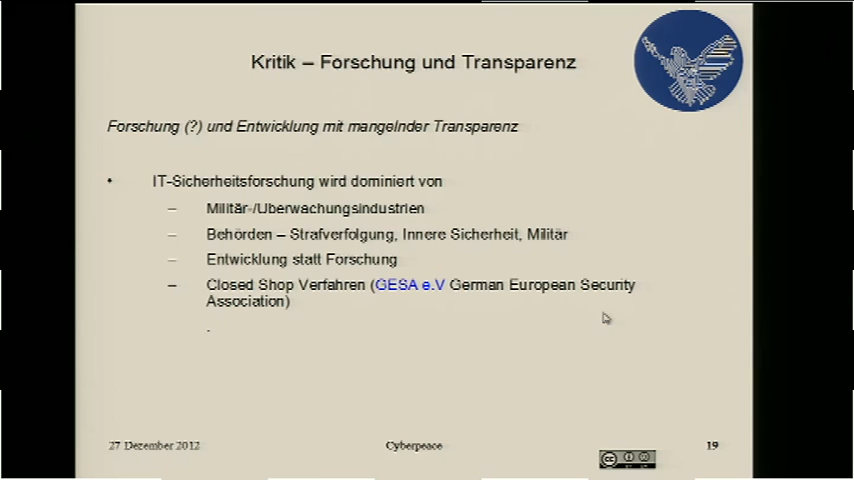 Kritik – Forschung und Transparenz
Forschung (?) und Entwicklung mit mangelnder Transparenz
• IT-Sicherheitsforschung wird dominiert von
– Militär-/Überwachungsindustrien
– Behörden – Strafverfolgung, Innere Sicherheit, Militär
– Entwicklung statt Forschung
– Closed Shop Verfahren (GESA e.V German European Security
Association)
.
27 Dezember 2012
Cyberpeace
19
cc